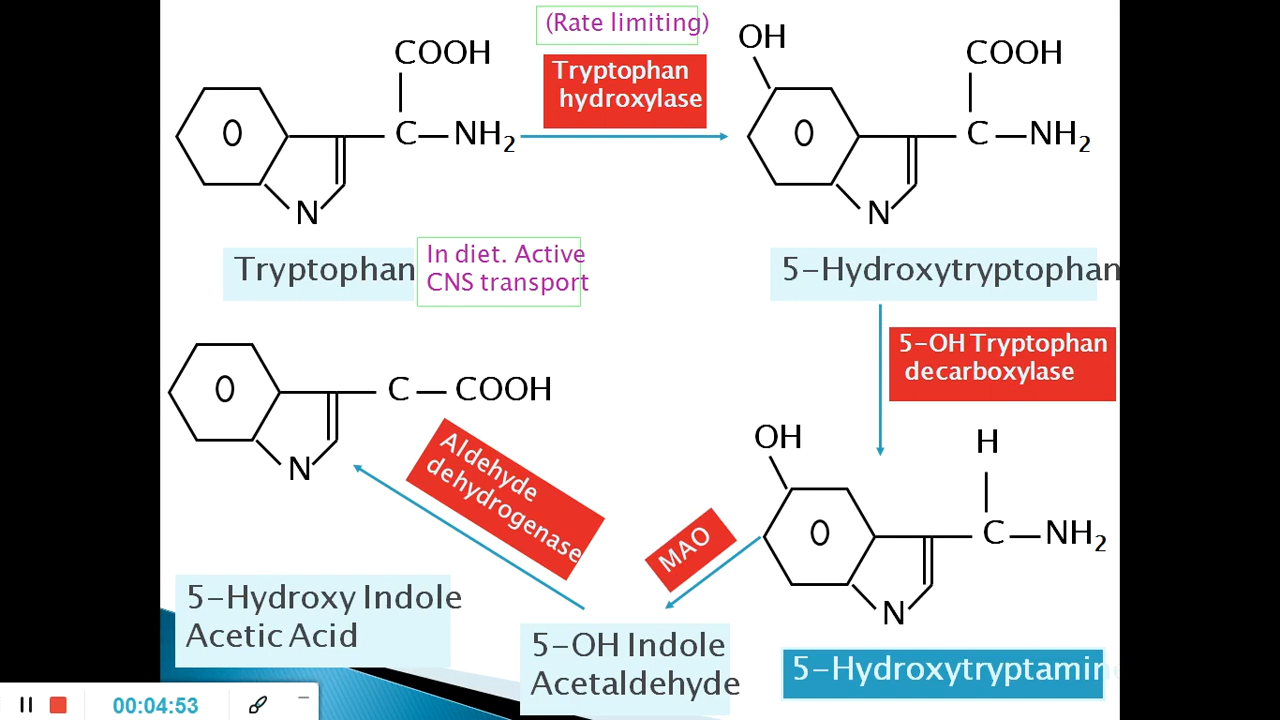 (Rate limiting)
Tryptophan
hydroxylase
COOH
C—NH₂
O
N
OH
COOH
C—NH₂
O
N
Tryptophan
In diet. Active
CNS transport
5-Hydroxytryptophan
5-OH Tryptophan
decarboxylase
C—COOH
O
N
Aldehyde
dehydrogenase
MAO
OH
H
C—NH₂
O
N
5-Hydroxy Indole
Acetic Acid
5-OH Indole
Acetaldehyde
5-Hydroxytryptamine
00:04:53